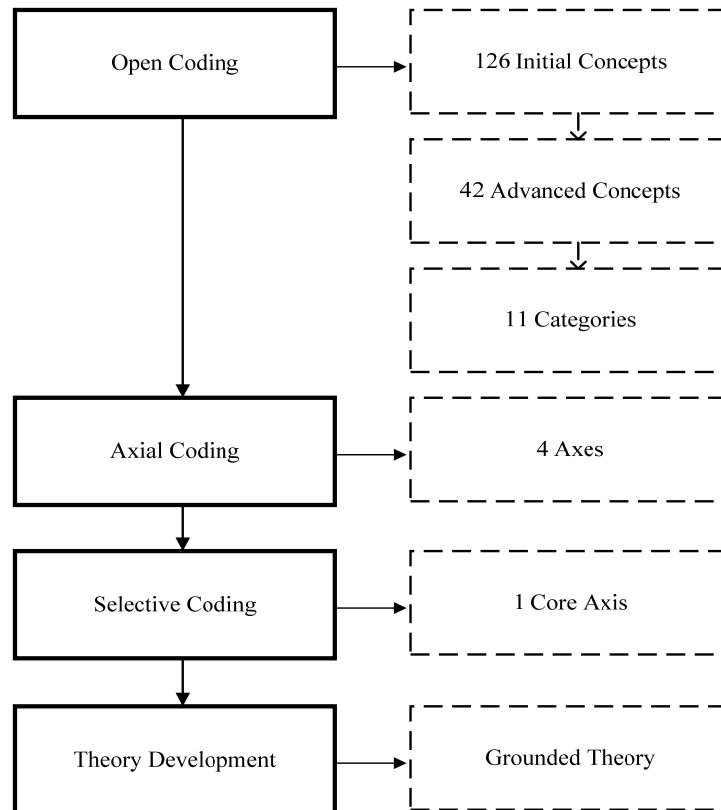 Open Coding
126 Initial Concepts
42 Advanced Concepts
11 Categories
Axial Coding
4 Axes
Selective Coding
1 Core Axis
Theory Development
Grounded Theory